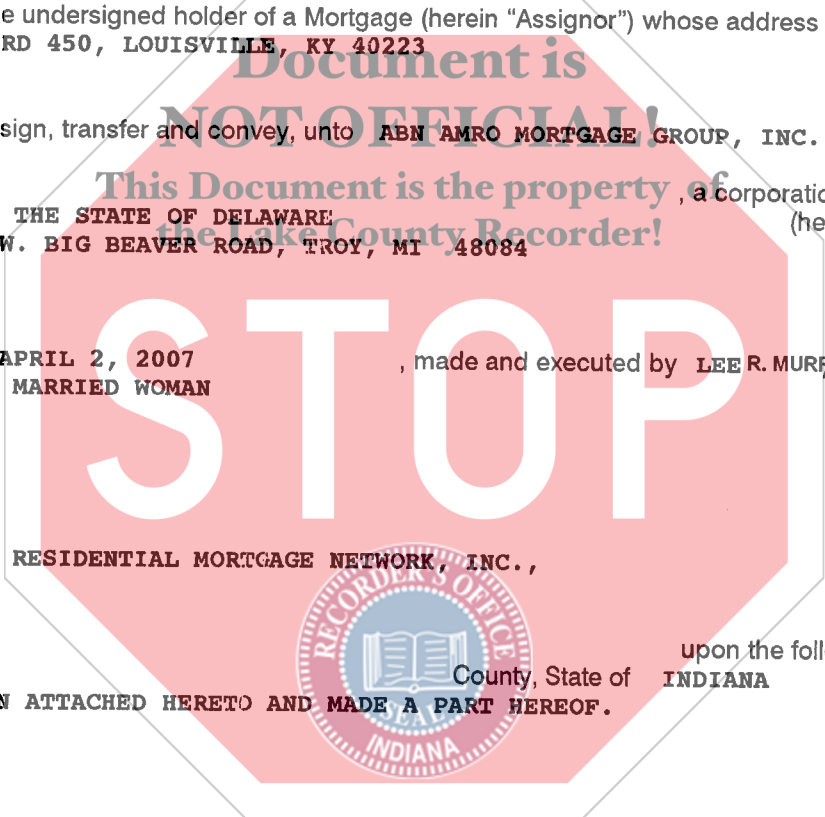 e undersigned holder of a Mortgage (herein “Assignor”) whose address
RD 450, LOUISVILLE, KY 40223
Document is
NOT OFFICIAL!
sign, transfer and convey, unto ABN AMRO MORTGAGE GROUP, INC.
This Document is the property of
, a corporatio
THE STATE OF DELAWARE
(he
the Lake County Recorder!
W. BIG BEAVER ROAD, TROY, MI 48084
STOP
APRIL 2, 2007 , made and executed by LEE R. MURP
MARRIED WOMAN
RESIDENTIAL MORTGAGE NETWORK, INC.,
RECORDER'S OFFICE
upon the foll
County, State of INDIANA
N ATTACHED HERETO AND MADE A PART HEREOF.
SEAL
INDIANA